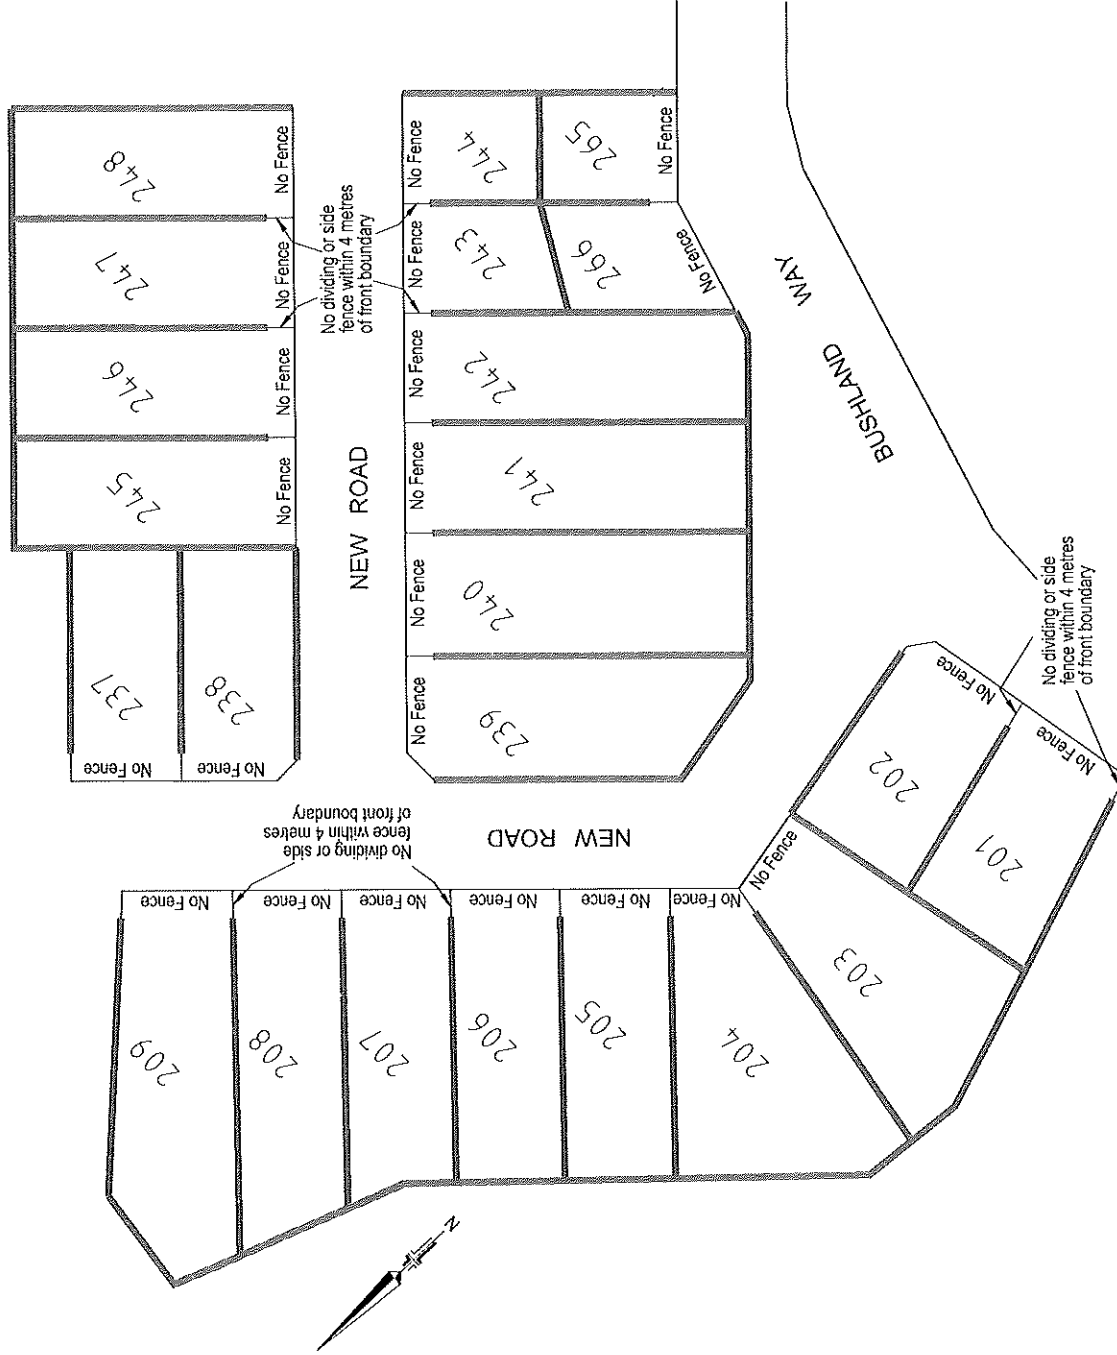 248
No Fence
247
No Fence
246
No Fence
245
No Fence
No dividing or side
fence within 4 metres
of front boundary
237
No Fence
238
No Fence
NEW ROAD
No Fence
244
265
No Fence
No Fence
243
266
No Fence
No Fence
242
No Fence
241
No Fence
240
No Fence
239
BUSHLAND WAY
No dividing or side
fence within 4 metres
of front boundary
NEW ROAD
No dividing or side
fence within 4 metres
of front boundary
No Fence
209
No Fence
208
No Fence
207
No Fence
206
No Fence
205
No Fence
204
No Fence
203
No Fence
202
No Fence
201
N